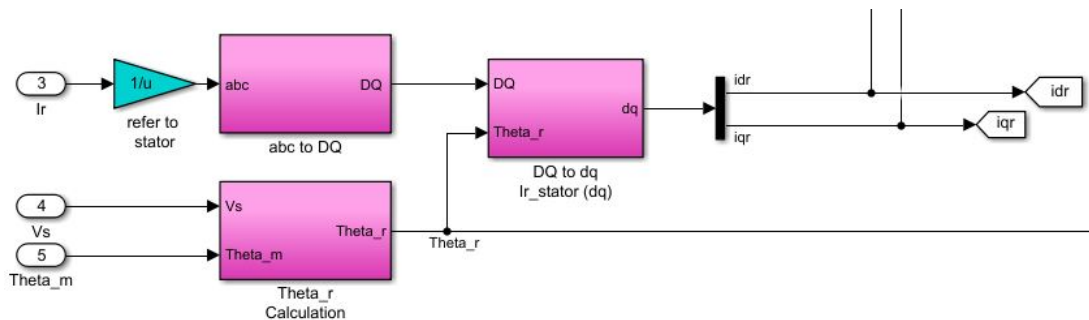 3
Ir
1/u
refer to
stator
abc
DQ
abc to DQ
DQ
Theta_r
dq
DQ to dq
Ir_stator (dq)
idr
iqr
idr
iqr
4
Vs
5
Theta_m
Vs
Theta_m
Theta_r
Theta_r
Calculation
Theta_r